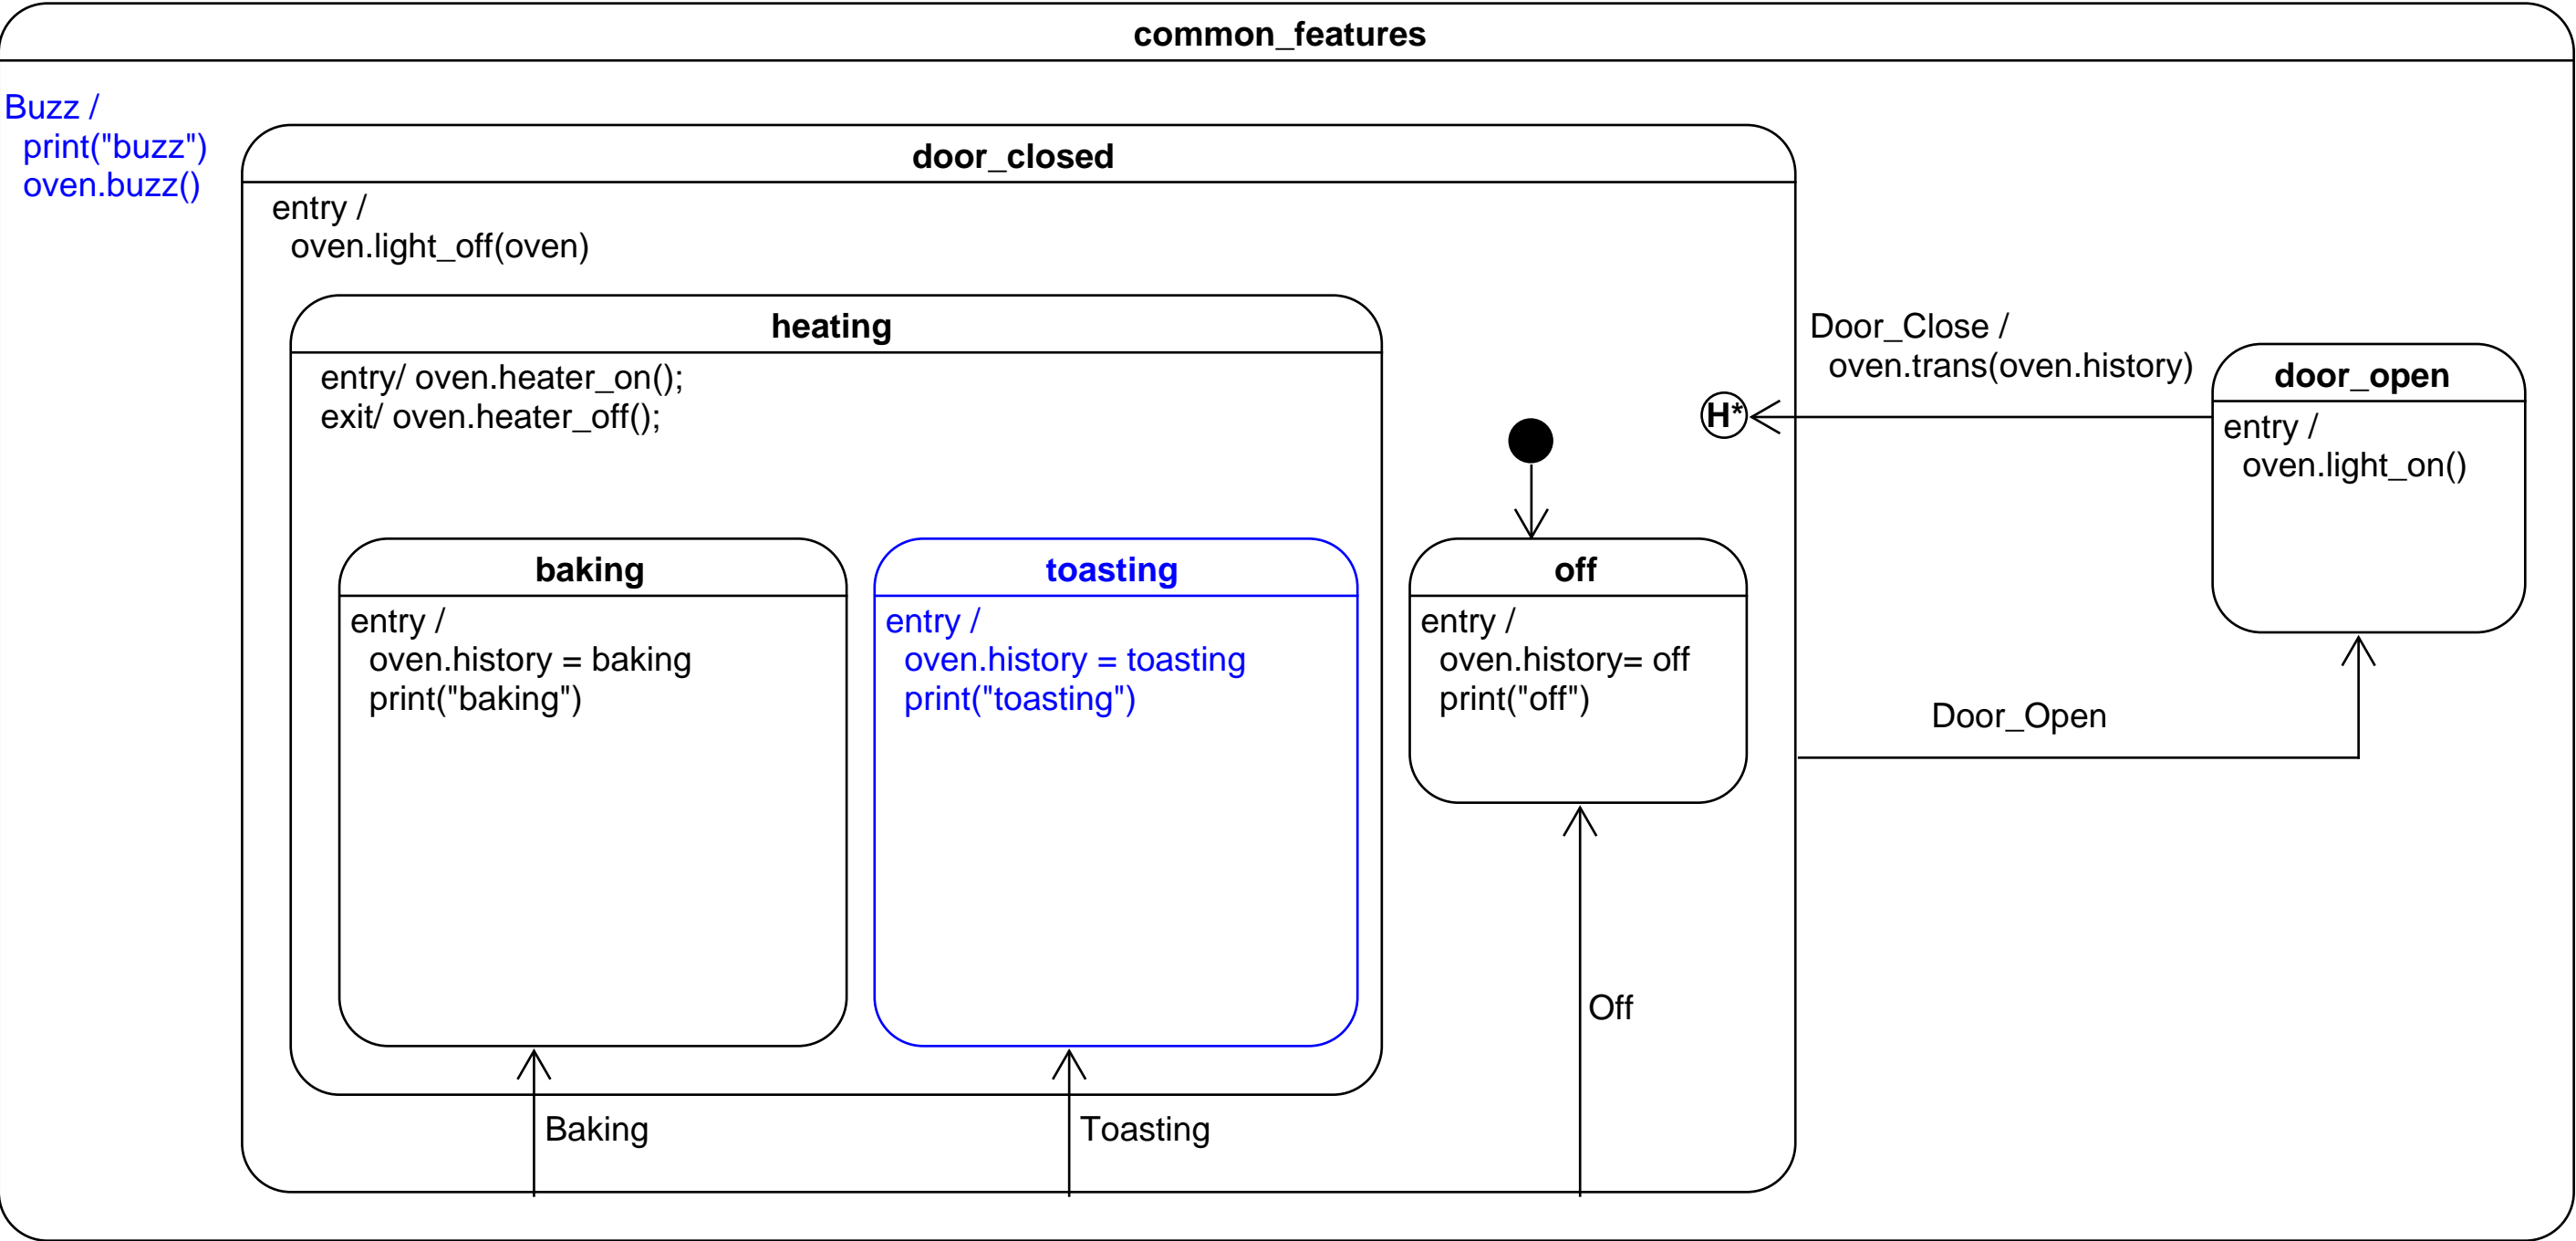 common_features
Buzz /
print("buzz")
oven.buzz()
door_closed
entry /
oven.light_off(oven)
heating
entry/ oven.heater_on();
exit/ oven.heater_off();
baking
entry /
oven.history = baking
print("baking")
toasting
entry /
oven.history = toasting
print("toasting")
off
entry /
oven.history= off
print("off")
H*
Door_Close /
oven.trans(oven.history)
door_open
entry /
oven.light_on()
Door_Open
Off
Baking
Toasting